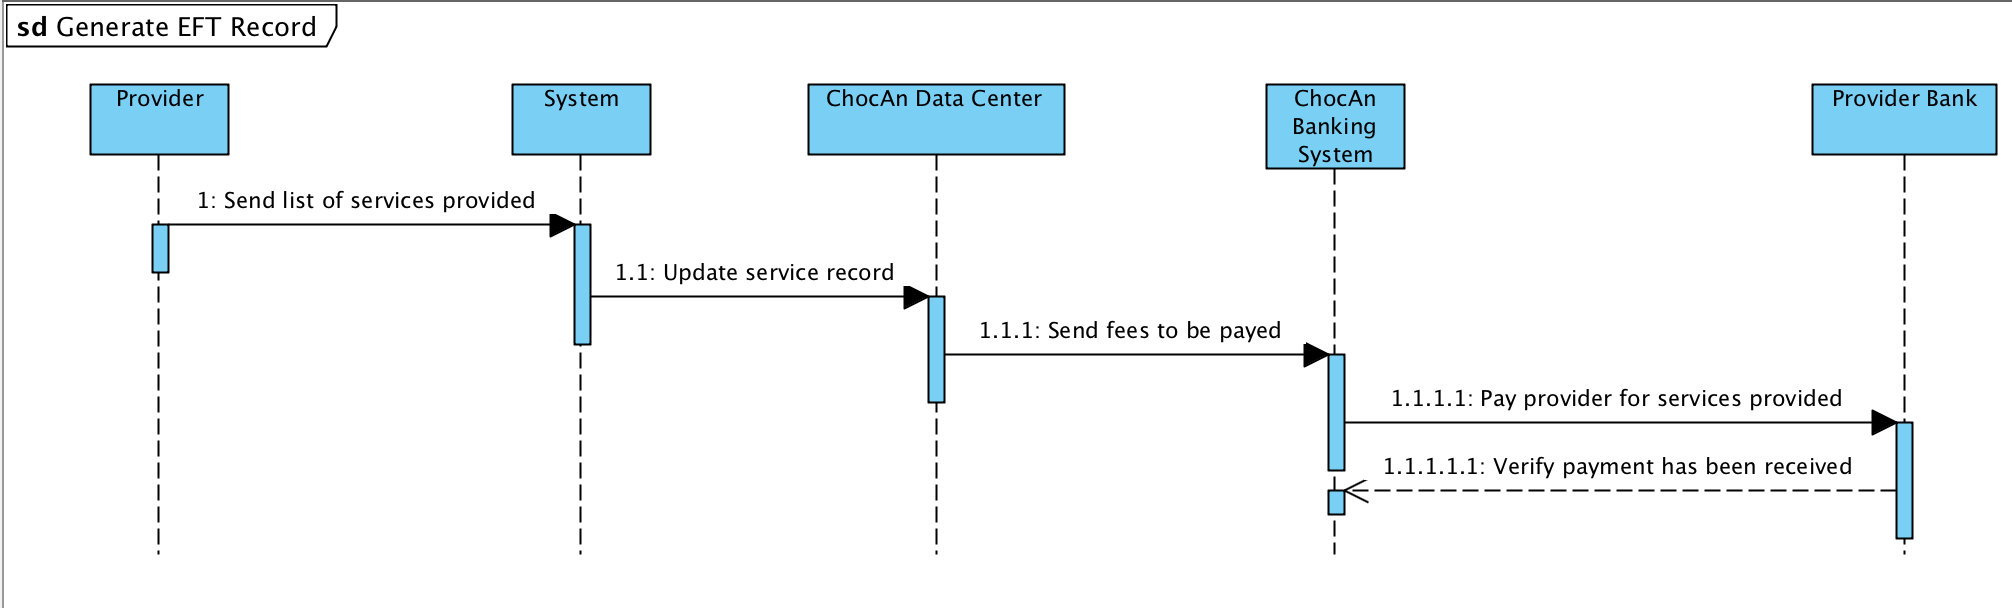 sd Generate EFT Record
Provider
System
ChocAn Data Center
ChocAn
Banking
System
Provider Bank
1: Send list of services provided
1.1: Update service record
1.1.1: Send fees to be payed
1.1.1.1: Pay provider for services provided
1.1.1.1.1: Verify payment has been received